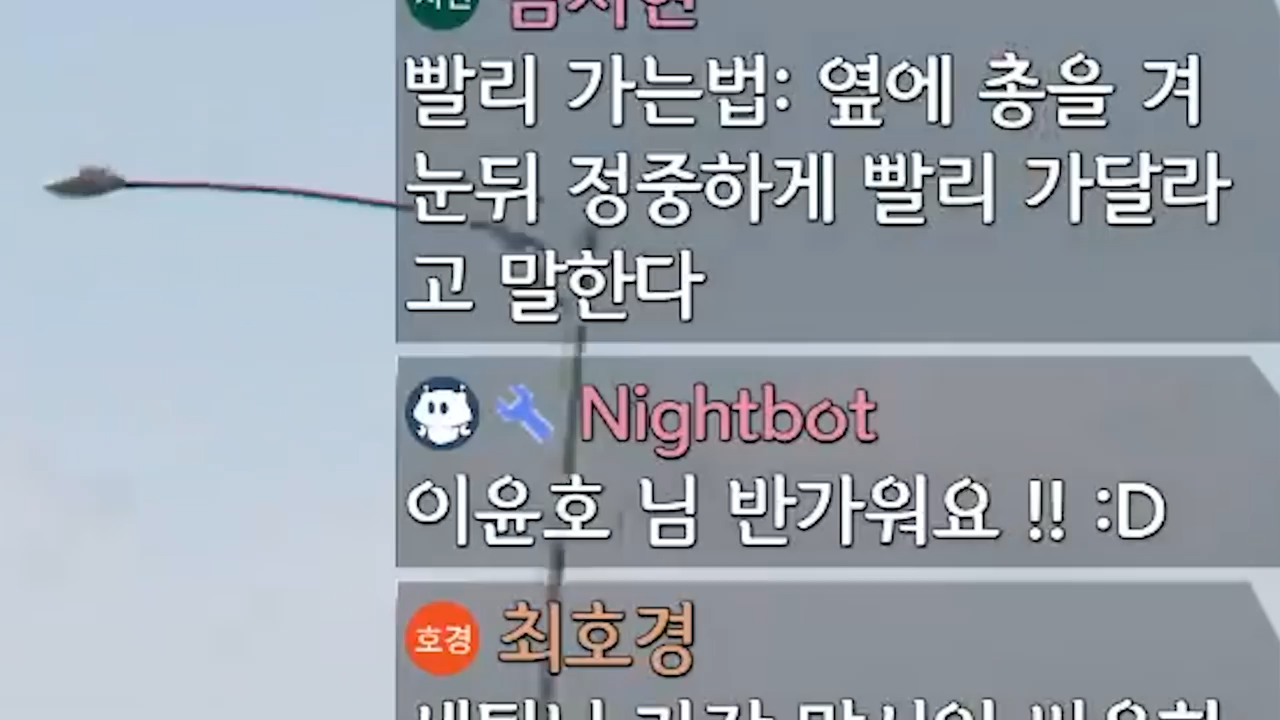 빨리 가는법: 옆에 총을 겨
눈뒤 정중하게 빨리 가달라
고 말한다
Nightbot
이윤호 님 반가워요 !! :D
호경 최호경